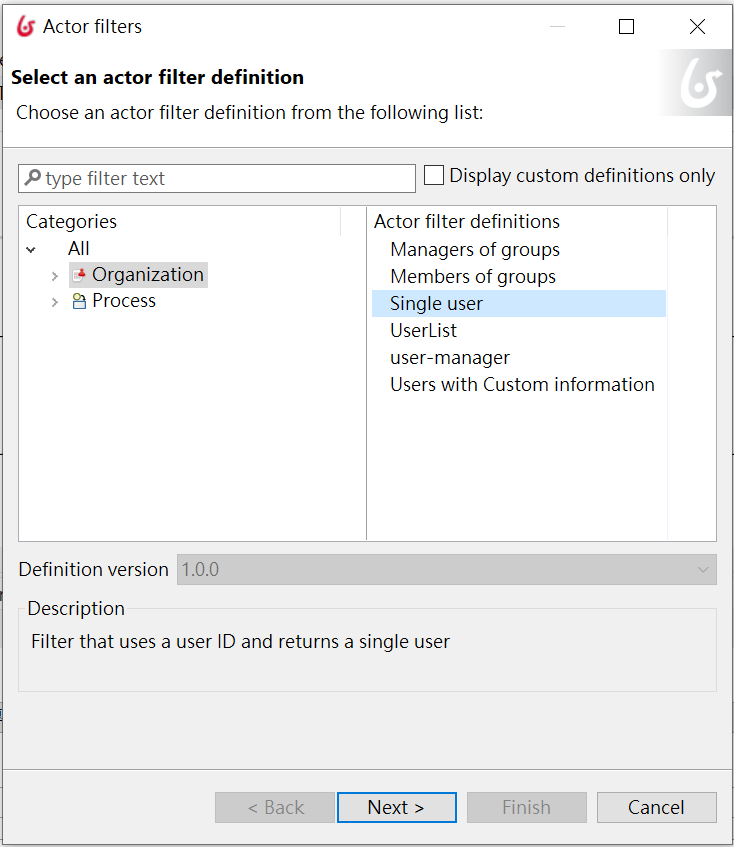 Actor filters
Select an actor filter definition
Choose an actor filter definition from the following list:
type filter text
Display custom definitions only
Categories
All
Organization
Process
Actor filter definitions
Managers of groups
Members of groups
Single user
UserList
user-manager
Users with Custom information
Definition version 1.0.0
Description
Filter that uses a user ID and returns a single user
< Back Next > Finish Cancel